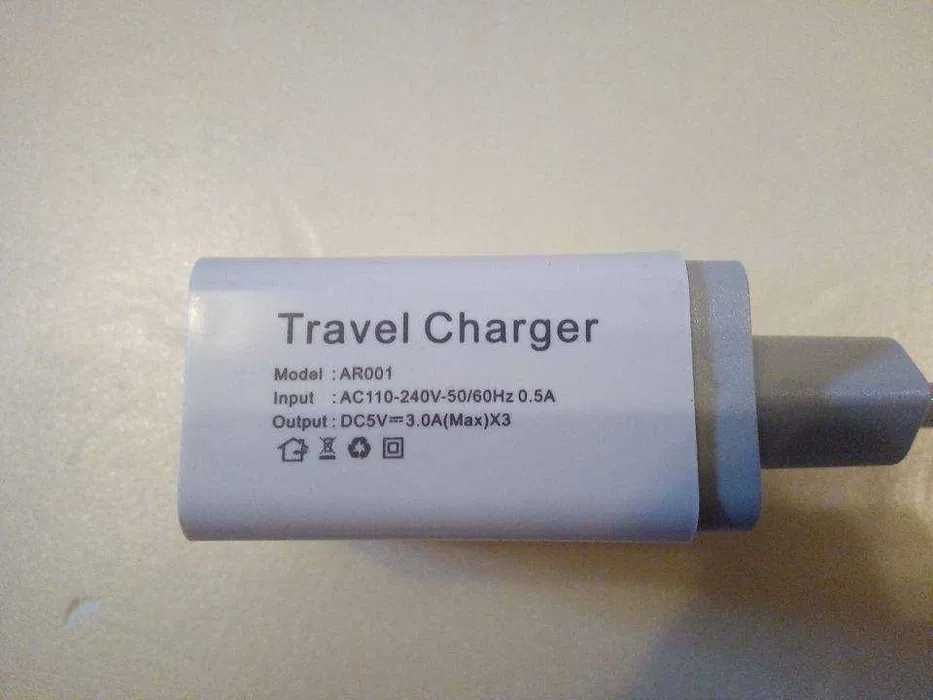 Travel Charger
Model : AR001
Input : AC110-240V-50/60Hz 0.5A
Output : DC5V⎓3.0A(Max)X3